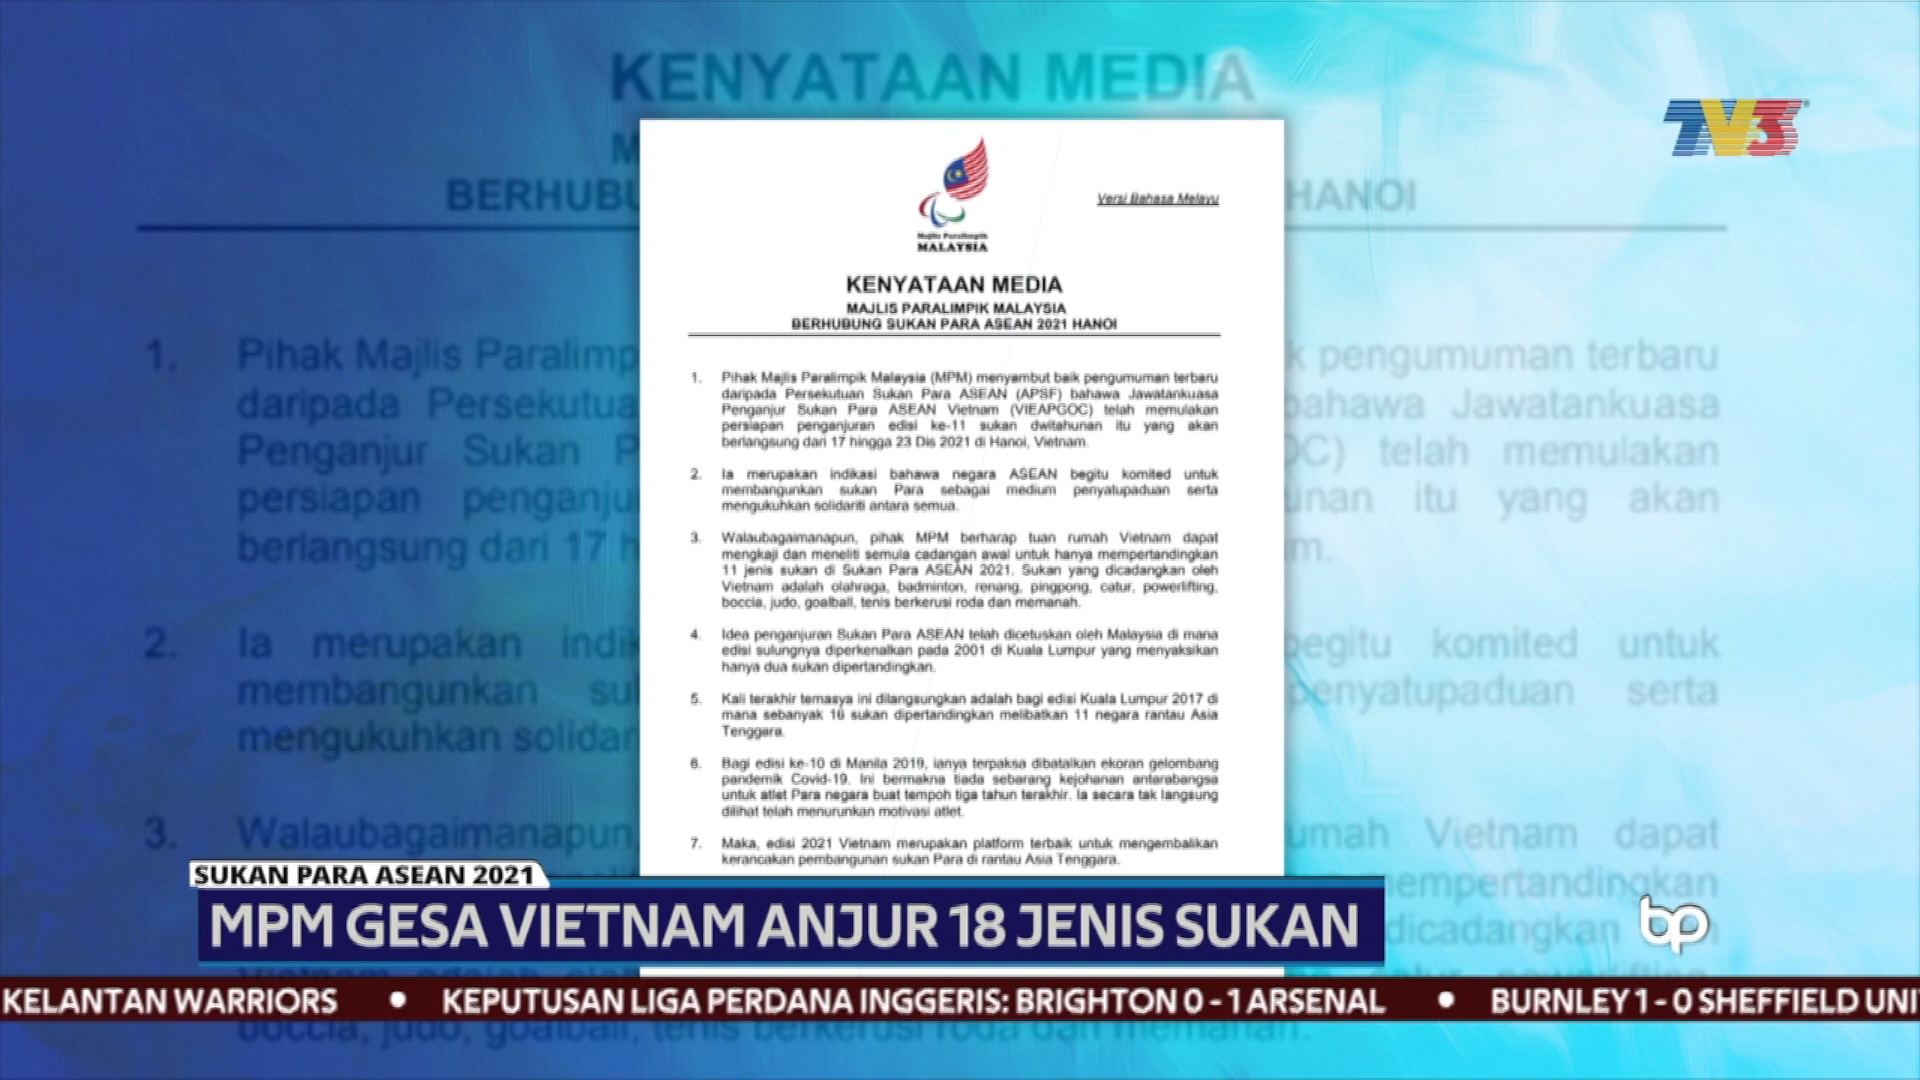 KENYATAAN MEDIA
TV3
BERHUBU HANOI
Majlis Paralimpik
MALAYSIA
Versi Bahasa Melayu
KENYATAAN MEDIA
MAJLIS PARALIMPIK MALAYSIA
BERHUBUNG SUKAN PARA ASEAN 2021 HANOI
1. Pihak Majlis Paralimpik Malaysia (MPM) menyambut baik pengumuman terbaru
daripada Persekutuan Sukan Para ASEAN (APSF) bahawa Jawatankuasa
Penganjur Sukan Para ASEAN Vietnam (VIEAPGOC) telah memulakan
persiapan penganjuran edisi ke-11 sukan dwitahunan itu yang akan
berlangsung dari 17 hingga 23 Dis 2021 di Hanoi, Vietnam.
2. Ia merupakan indikasi bahawa negara ASEAN begitu komited untuk
membangunkan sukan Para sebagai medium penyatupaduan serta
mengukuhkan solidariti antara semua.
3. Walaubagaimanapun, pihak MPM berharap tuan rumah Vietnam dapat
mengkaji dan meneliti semula cadangan awal untuk hanya mempertandingkan
11 jenis sukan di Sukan Para ASEAN 2021. Sukan yang dicadangkan oleh
Vietnam adalah olahraga, badminton, renang, pingpong, catur, powerlifting,
boccia, judo, goalball, tenis berkerusi roda dan memanah.
4. Idea penganjuran Sukan Para ASEAN telah dicetuskan oleh Malaysia di mana
edisi sulungnya diperkenalkan pada 2001 di Kuala Lumpur yang menyaksikan
hanya dua sukan dipertandingkan.
5. Kali terakhir temasya ini dilangsungkan adalah bagi edisi Kuala Lumpur 2017 di
mana sebanyak 16 sukan dipertandingkan melibatkan 11 negara rantau Asia
Tenggara.
6. Bagi edisi ke-10 di Manila 2019, ianya terpaksa dibatalkan ekoran gelombang
pandemik Covid-19. Ini bermakna tiada sebarang kejohanan antarabangsa
untuk atlet Para negara buat tempoh tiga tahun terakhir. Ia secara tak langsung
dilihat telah menurunkan motivasi atlet.
7. Maka, edisi 2021 Vietnam merupakan platform terbaik untuk mengembalikan
kerancakan pembangunan sukan Para di rantau Asia Tenggara.
1. Pihak Majlis Paralimp k pengumuman terbaru
daripada Persekutua bahawa Jawatankuasa
Penganjur Sukan P OC) telah memulakan
persiapan penganju unan itu yang akan
berlangsung dari 17 h m.
2. Ia merupakan indik begitu komited untuk
membangunkan su penyatupaduan serta
mengukuhkan solidar
3. Walaubagaimanapun, umah Vietnam dapat
mempertandingkan
dicadangkan
boccia, judo, goalball, tenis berkerusi roda dan memanah.
SUKAN PARA ASEAN 2021
MPM GESA VIETNAM ANJUR 18 JENIS SUKAN
bp
KELANTAN WARRIORS • KEPUTUSAN LIGA PERDANA INGGERIS: BRIGHTON 0 - 1 ARSENAL • BURNLEY 1 - 0 SHEFFIELD UNI